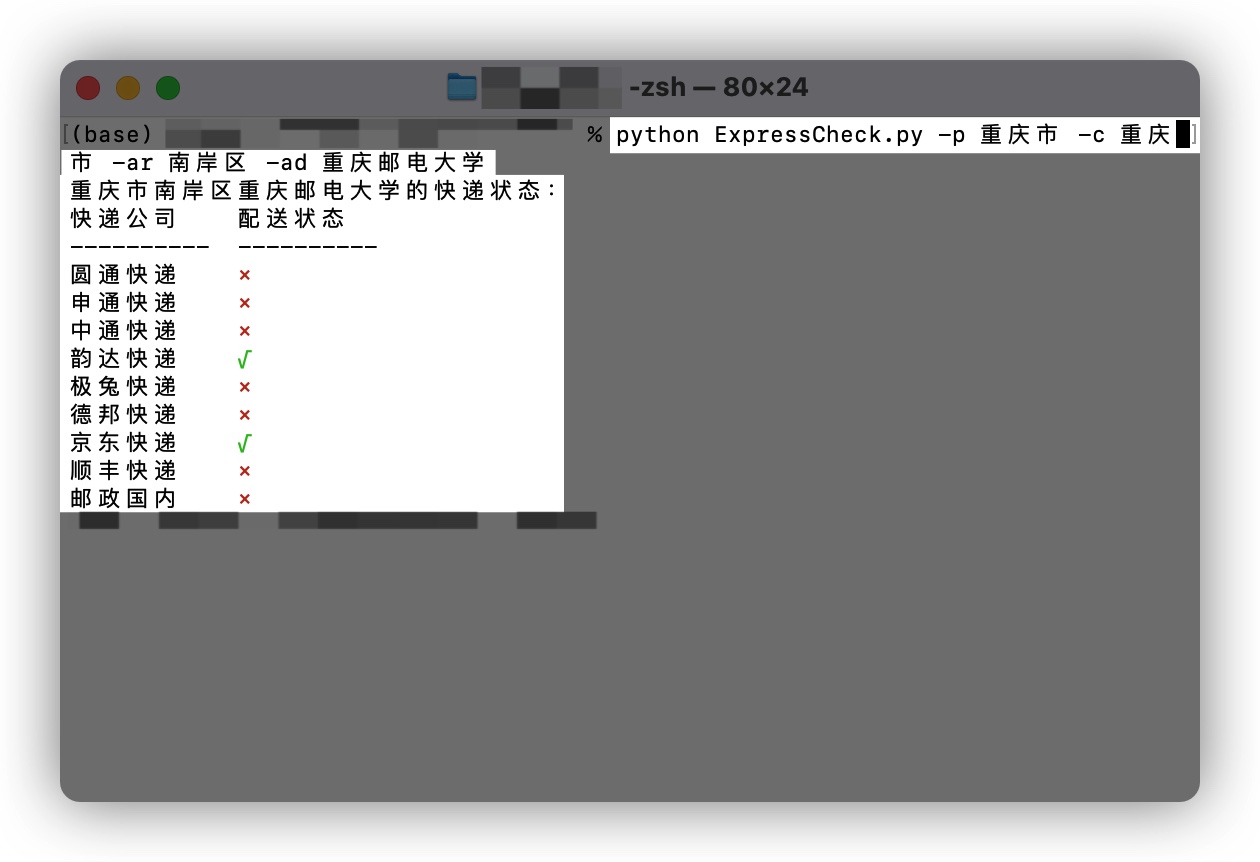 -zsh — 80×24
[(base) % python ExpressCheck.py -p 重庆市 -c 重庆]
市 -ar 南岸区 -ad 重庆邮电大学
重庆市南岸区重庆邮电大学的快递状态：
快递公司 配送状态
---------- ----------
圆通快递 ×
申通快递 ×
中通快递 ×
韵达快递 √
极兔快递 ×
德邦快递 ×
京东快递 √
顺丰快递 ×
邮政国内 ×